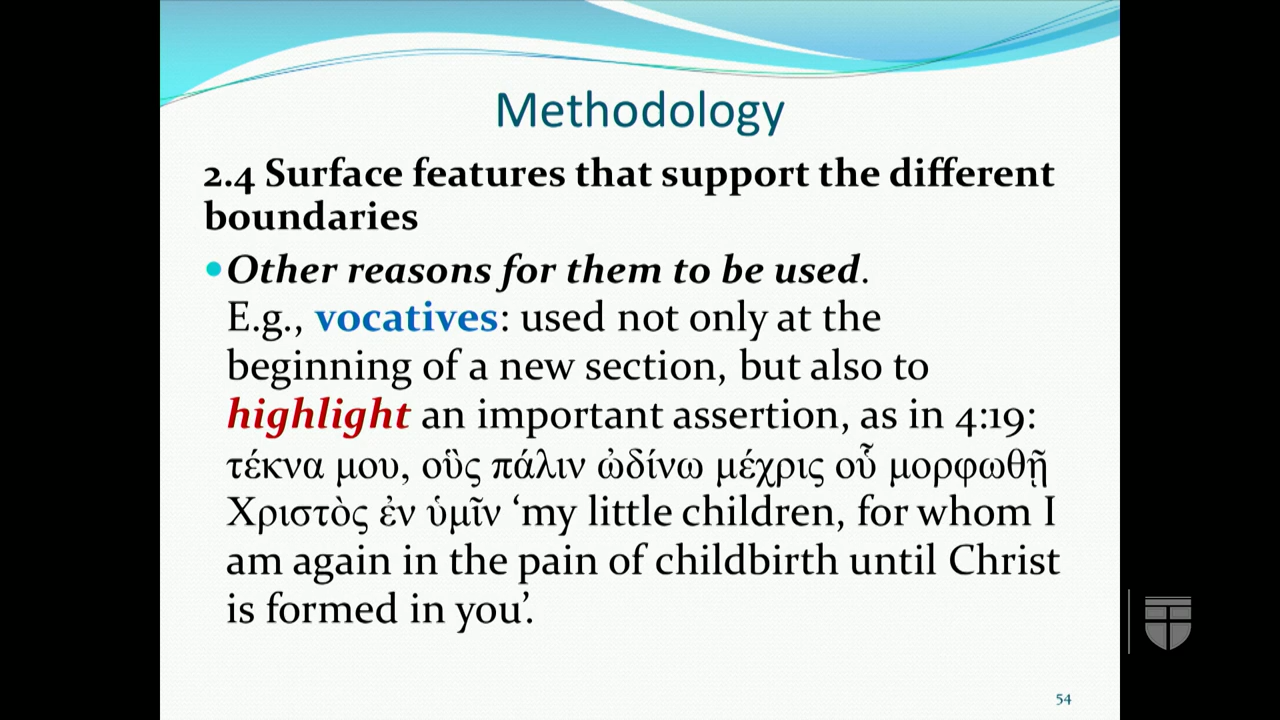 Methodology
2.4 Surface features that support the different
boundaries
•Other reasons for them to be used.
E.g., vocatives: used not only at the
beginning of a new section, but also to
highlight an important assertion, as in 4:19:
τέκνα μου, οὓς πάλιν ὠδίνω μέχρις οὗ μορφωθῇ
Χριστὸς ἐν ὑμῖν ‘my little children, for whom I
am again in the pain of childbirth until Christ
is formed in you’.
54